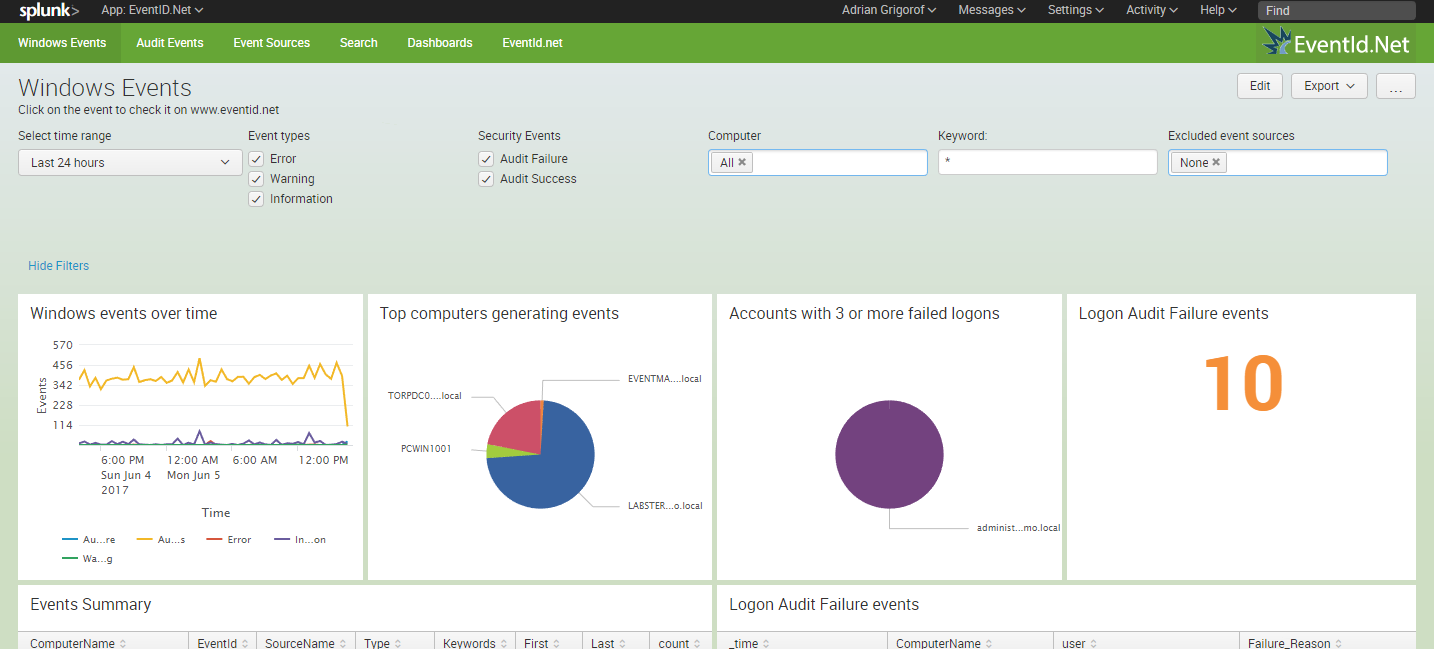 splunk> App: EventID.Net Adrian Grigorof Messages Settings Activity Help Find
Windows Events Audit Events Event Sources Search Dashboards EventId.net EventId.Net
Windows Events Edit Export ...
Click on the event to check it on www.eventid.net
Select time range Event types Security Events Computer Keyword: Excluded event sources
Last 24 hours Error Audit Failure All * None
Warning Audit Success
Information
Hide Filters
Windows events over time
570
456
342
228
114
Events
6:00 PM 12:00 AM 6:00 AM 12:00 PM
Sun Jun 4 Mon Jun 5
2017
Time
Au...re Au...s Error In...on
Wa...g
Top computers generating events
EVENTMA....local
TORPDC0....local
PCWIN1001
LABSTER...o.local
Accounts with 3 or more failed logons
administ...mo.local
Logon Audit Failure events
10
Events Summary
ComputerName EventId SourceName Type Keywords First Last count
Logon Audit Failure events
_time ComputerName user Failure_Reason